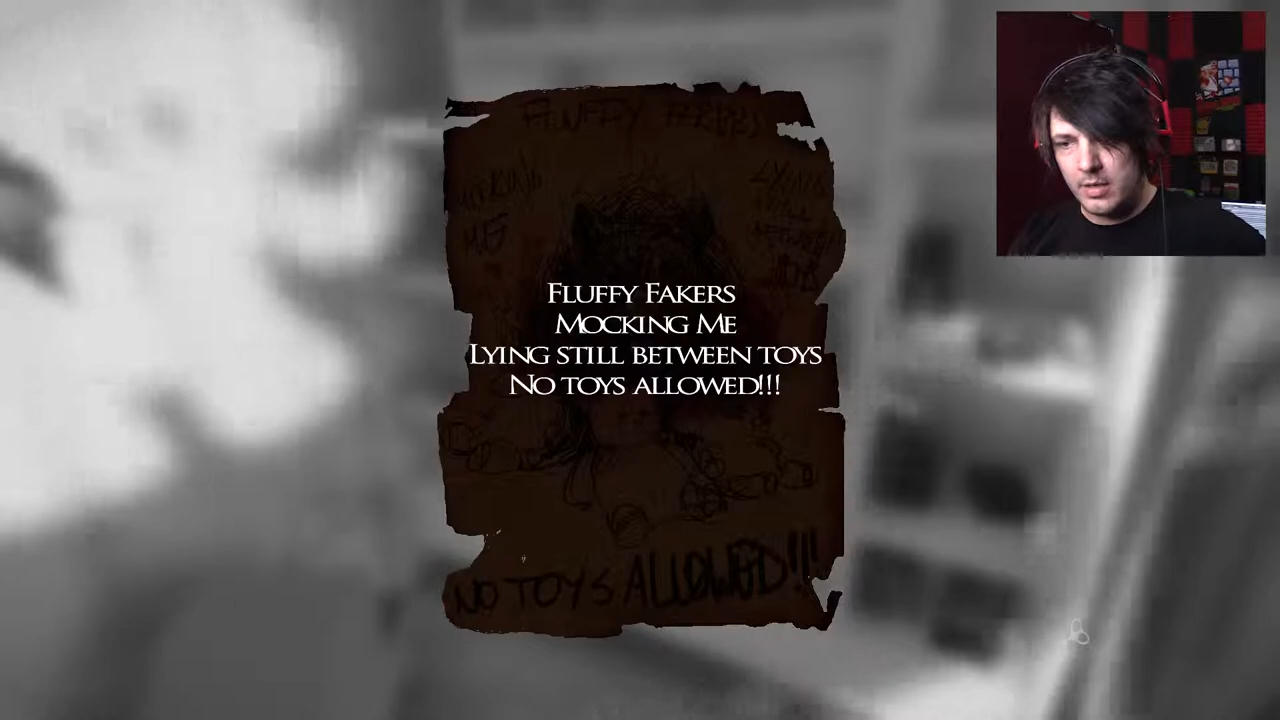 FLUFFY FAKERS
MOCKING ME
LYING STILL BETWEEN TOYS
NO TOYS ALLOWED!!!
NO TOYS ALLOWED!!!